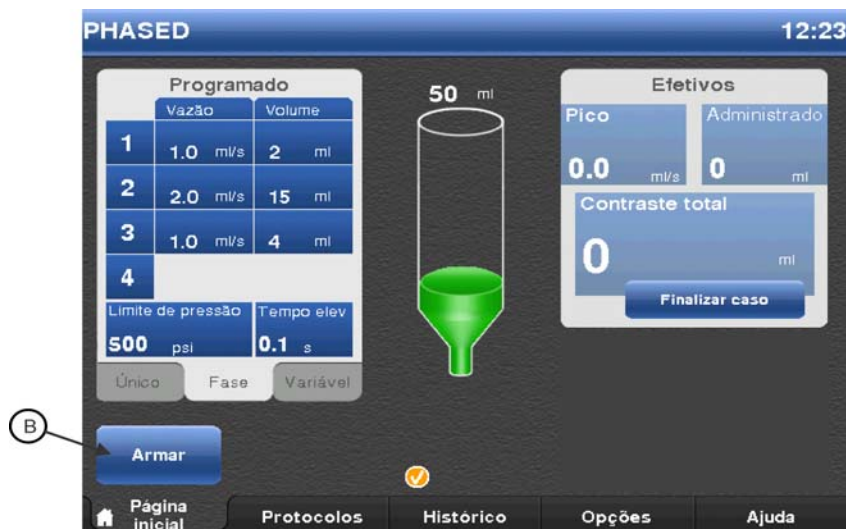 PHASED 12:23
Programado
Vazão Volume
1 1.0 ml/s 2 ml
2 2.0 ml/s 15 ml
3 1.0 ml/s 4 ml
4
Limite de pressão Tempo elev
500 psi 0.1 s
Único Fase Variável
50 ml
Efetivos
Pico Administrado
0.0 ml/s 0 ml
Contraste total
0 ml
Finalizar caso
B
Armar
Página inicial Protocolos Histórico Opções Ajuda